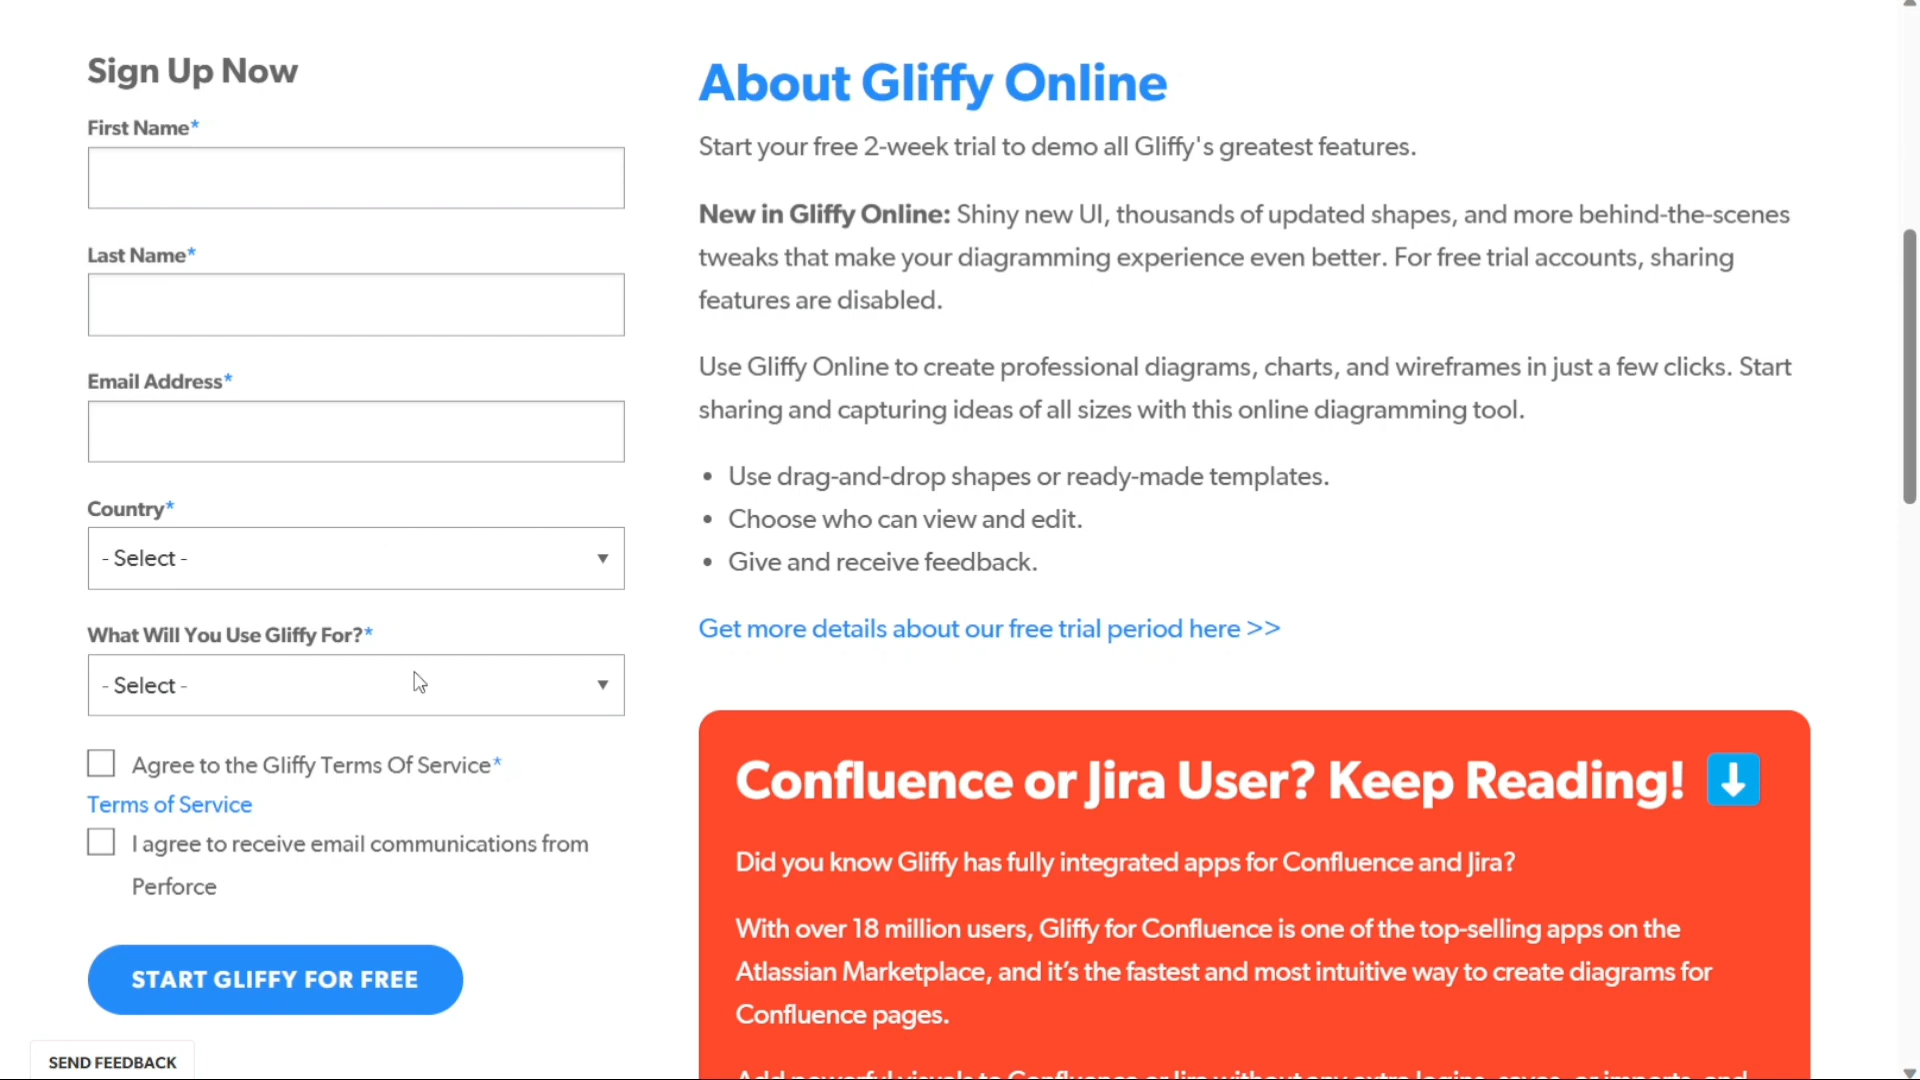 Sign Up Now
First Name*
Last Name*
Email Address*
Country*
- Select -
What Will You Use Gliffy For?*
- Select -
Agree to the Gliffy Terms Of Service*
Terms of Service
I agree to receive email communications from
Perforce
START GLIFFY FOR FREE
SEND FEEDBACK
About Gliffy Online
Start your free 2-week trial to demo all Gliffy's greatest features.
New in Gliffy Online: Shiny new UI, thousands of updated shapes, and more behind-the-scenes
tweaks that make your diagramming experience even better. For free trial accounts, sharing
features are disabled.
Use Gliffy Online to create professional diagrams, charts, and wireframes in just a few clicks. Start
sharing and capturing ideas of all sizes with this online diagramming tool.
• Use drag-and-drop shapes or ready-made templates.
• Choose who can view and edit.
• Give and receive feedback.
Get more details about our free trial period here >>
Confluence or Jira User? Keep Reading!
Did you know Gliffy has fully integrated apps for Confluence and Jira?
With over 18 million users, Gliffy for Confluence is one of the top-selling apps on the
Atlassian Marketplace, and it’s the fastest and most intuitive way to create diagrams for
Confluence pages.